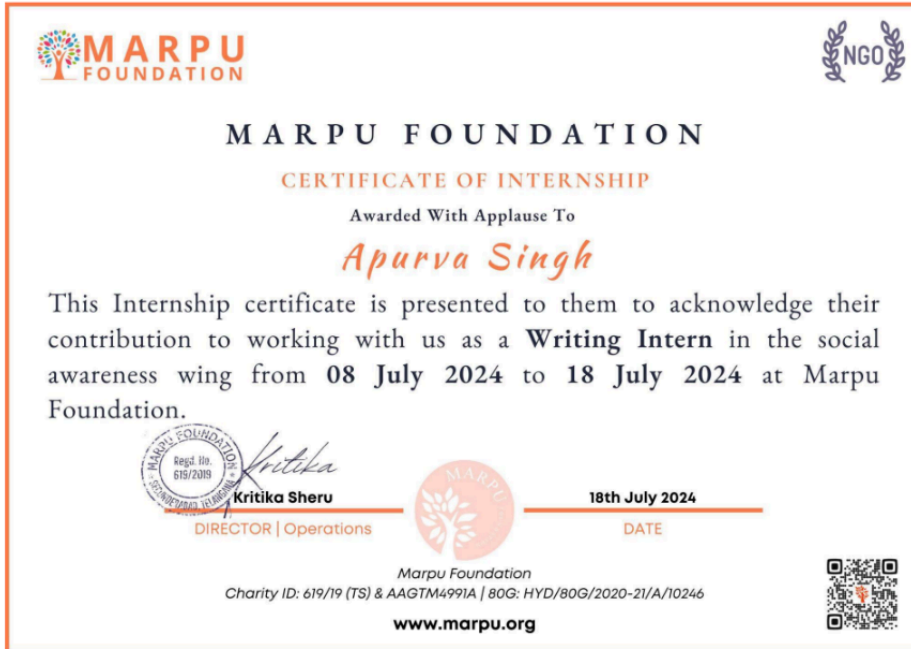 MARPU
FOUNDATION
NGO
MARPU FOUNDATION
CERTIFICATE OF INTERNSHIP
Awarded With Applause To
Apurva Singh
This Internship certificate is presented to them to acknowledge their
contribution to working with us as a Writing Intern in the social
awareness wing from 08 July 2024 to 18 July 2024 at Marpu
Foundation.
MARPU FOUNDATION
Regd. No.
619/2019
SECUNDERABAD, TELANGANA
Kritika
Kritika Sheru
DIRECTOR | Operations
MARPU
18th July 2024
DATE
Marpu Foundation
Charity ID: 619/19 (TS) & AAGTM4991A | 80G: HYD/80G/2020-21/A/10246
www.marpu.org